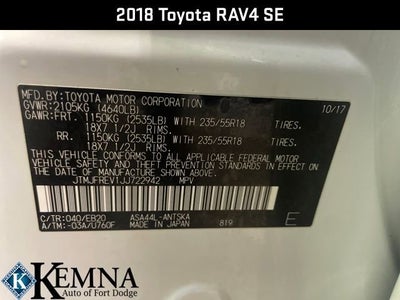 2018 Toyota RAV4 SE
MFD.BY: TOYOTA MOTOR CORPORATION 10/17
GVWR: 2105KG (4640LB)
GAWR:FRT. 1150KG (2535LB) WITH 235/55R18 TIRES.
18X7 1/2J RIMS.
RR. 1150KG (2535LB) WITH 235/55R18 TIRES.
18X7 1/2J RIMS.
THIS VEHICLE CONFORMS TO ALL APPLICABLE FEDERAL MOTOR
VEHICLE SAFETY AND THEFT PREVENTION STANDARDS IN EFFECT
ON THE DATE OF MANUFACTURE SHOWN ABOVE.
JTMJFREV1JJ722942 MPV
C/TR:040/EB20 ASA44L-ANTSKA E
A/TM:-03A/U760F MADE IN JAPAN 819
KEMNA
Auto of Fort Dodge